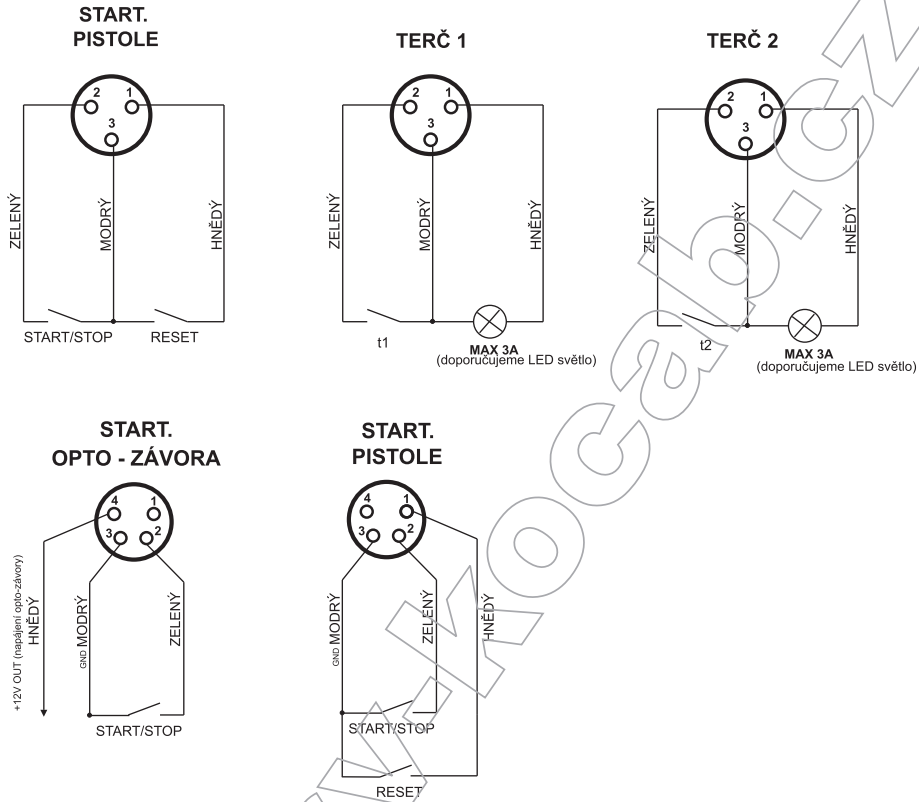 START.
PISTOLE
2
1
3
ZELENÝ
MODRÝ
HNĚDÝ
START/STOP
RESET
TERČ 1
2
1
3
ZELENÝ
MODRÝ
HNĚDÝ
t1
MAX 3A
(doporučujeme LED světlo)
TERČ 2
2
1
3
ZELENÝ
MODRÝ
HNĚDÝ
t2
MAX 3A
(doporučujeme LED světlo)
START.
OPTO - ZÁVORA
4
1
3
2
+12V OUT (napájení opto-závory)
HNĚDÝ
GND MODRÝ
ZELENÝ
START/STOP
START.
PISTOLE
4
1
3
2
GND MODRÝ
ZELENÝ
HNĚDÝ
START/STOP
RESET
v-kocab.cz